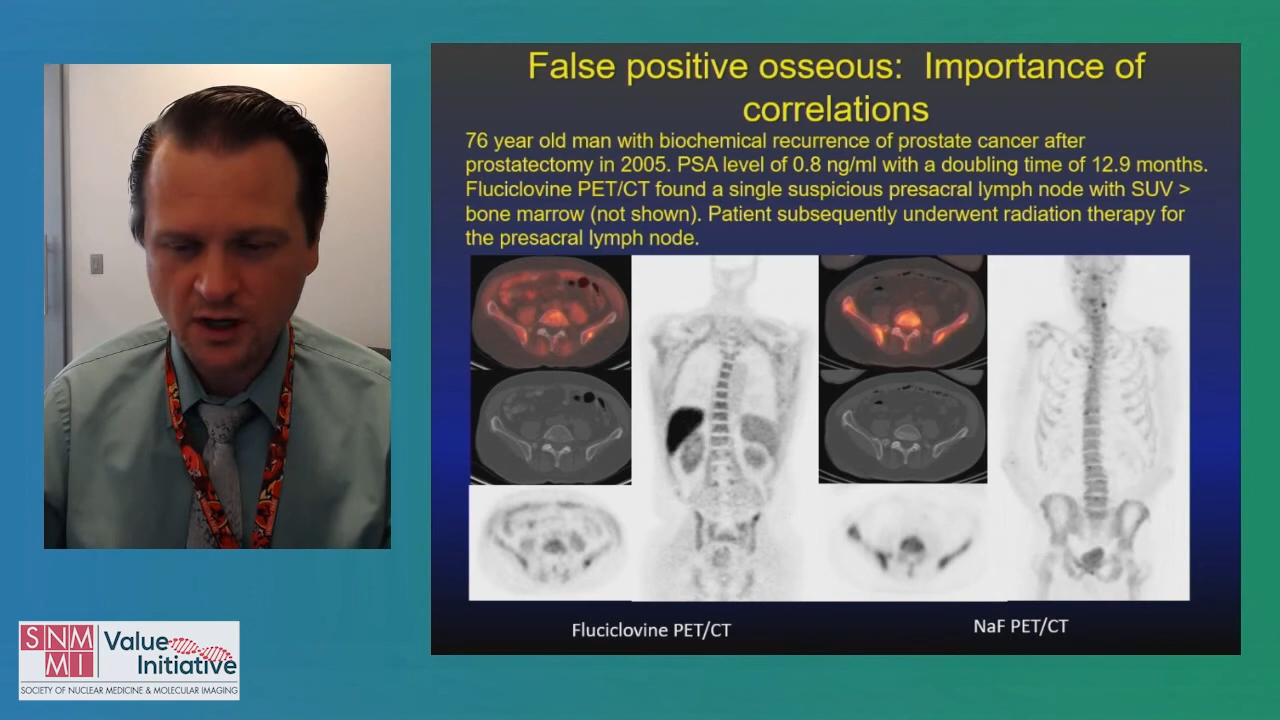 False positive osseous: Importance of
correlations
76 year old man with biochemical recurrence of prostate cancer after
prostatectomy in 2005. PSA level of 0.8 ng/ml with a doubling time of 12.9 months.
Fluciclovine PET/CT found a single suspicious presacral lymph node with SUV >
bone marrow (not shown). Patient subsequently underwent radiation therapy for
the presacral lymph node.
Fluciclovine PET/CT
NaF PET/CT
SNM
MI
Value
Initiative
SOCIETY OF NUCLEAR MEDICINE & MOLECULAR IMAGING